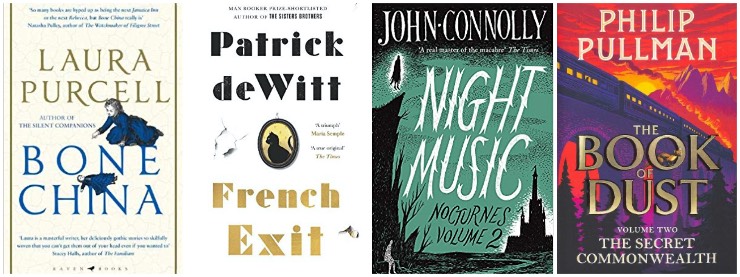 'So many books are hyped up as being the next Jamaica Inn
or the next Rebecca, but Bone China really is'
Natasha Pulley, author of The Watchmaker of Filigree Street
LAURA
PURCELL
AUTHOR OF
THE SILENT COMPANIONS
BONE
CHINA
'Laura is a masterful writer, her deliciously gothic stories so skilfully
woven that you can't get them out of your head even if you wanted to'
Stacey Halls, author of The Familiars
RAVEN BOOKS
MAN BOOKER PRIZE-SHORTLISTED
AUTHOR OF THE SISTERS BROTHERS
Patrick
deWitt
'A triumph'
Maria Semple
'A true original'
The Times
French
Exit
JOHN CONNOLLY
'A real master of the macabre' The Times
NIGHT
MUSIC
NOCTURNES
VOLUME 2
PHILIP
PULLMAN
THE
BOOK
OF
DUST
VOLUME TWO
THE SECRET
COMMONWEALTH